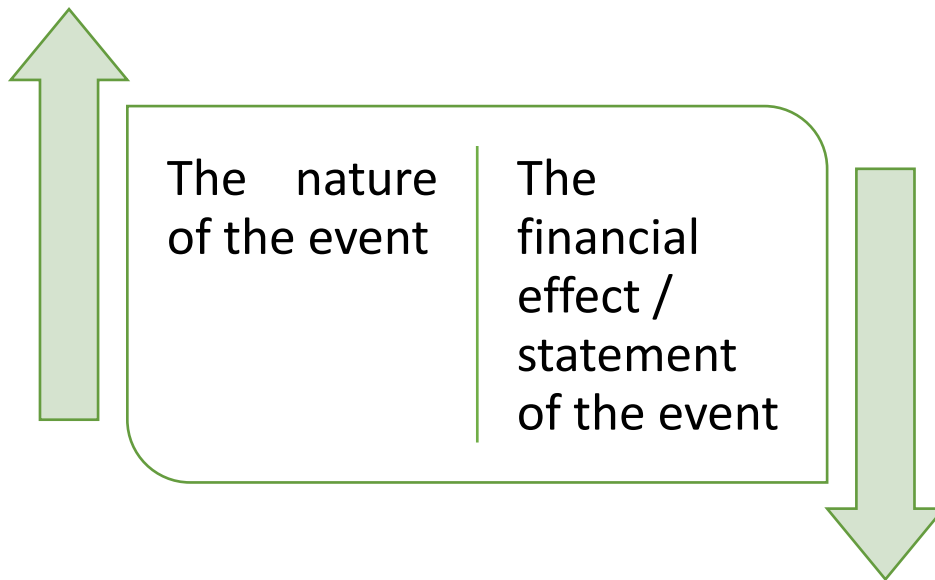 The nature
of the event
The
financial
effect /
statement
of the event